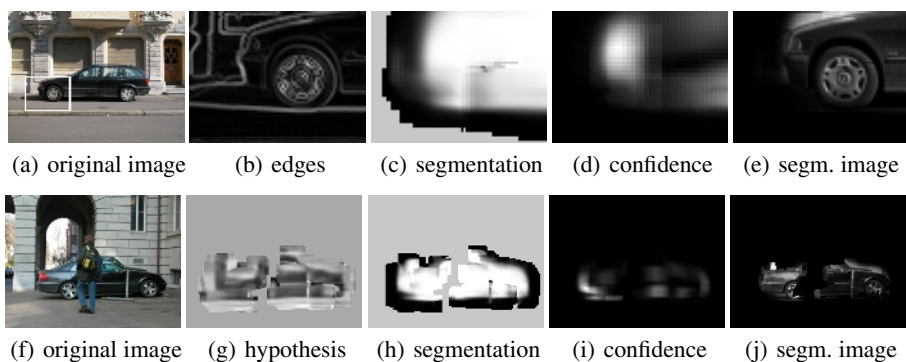 (a) original image (b) edges (c) segmentation (d) confidence (e) segm. image
(f) original image (g) hypothesis (h) segmentation (i) confidence (j) segm. image